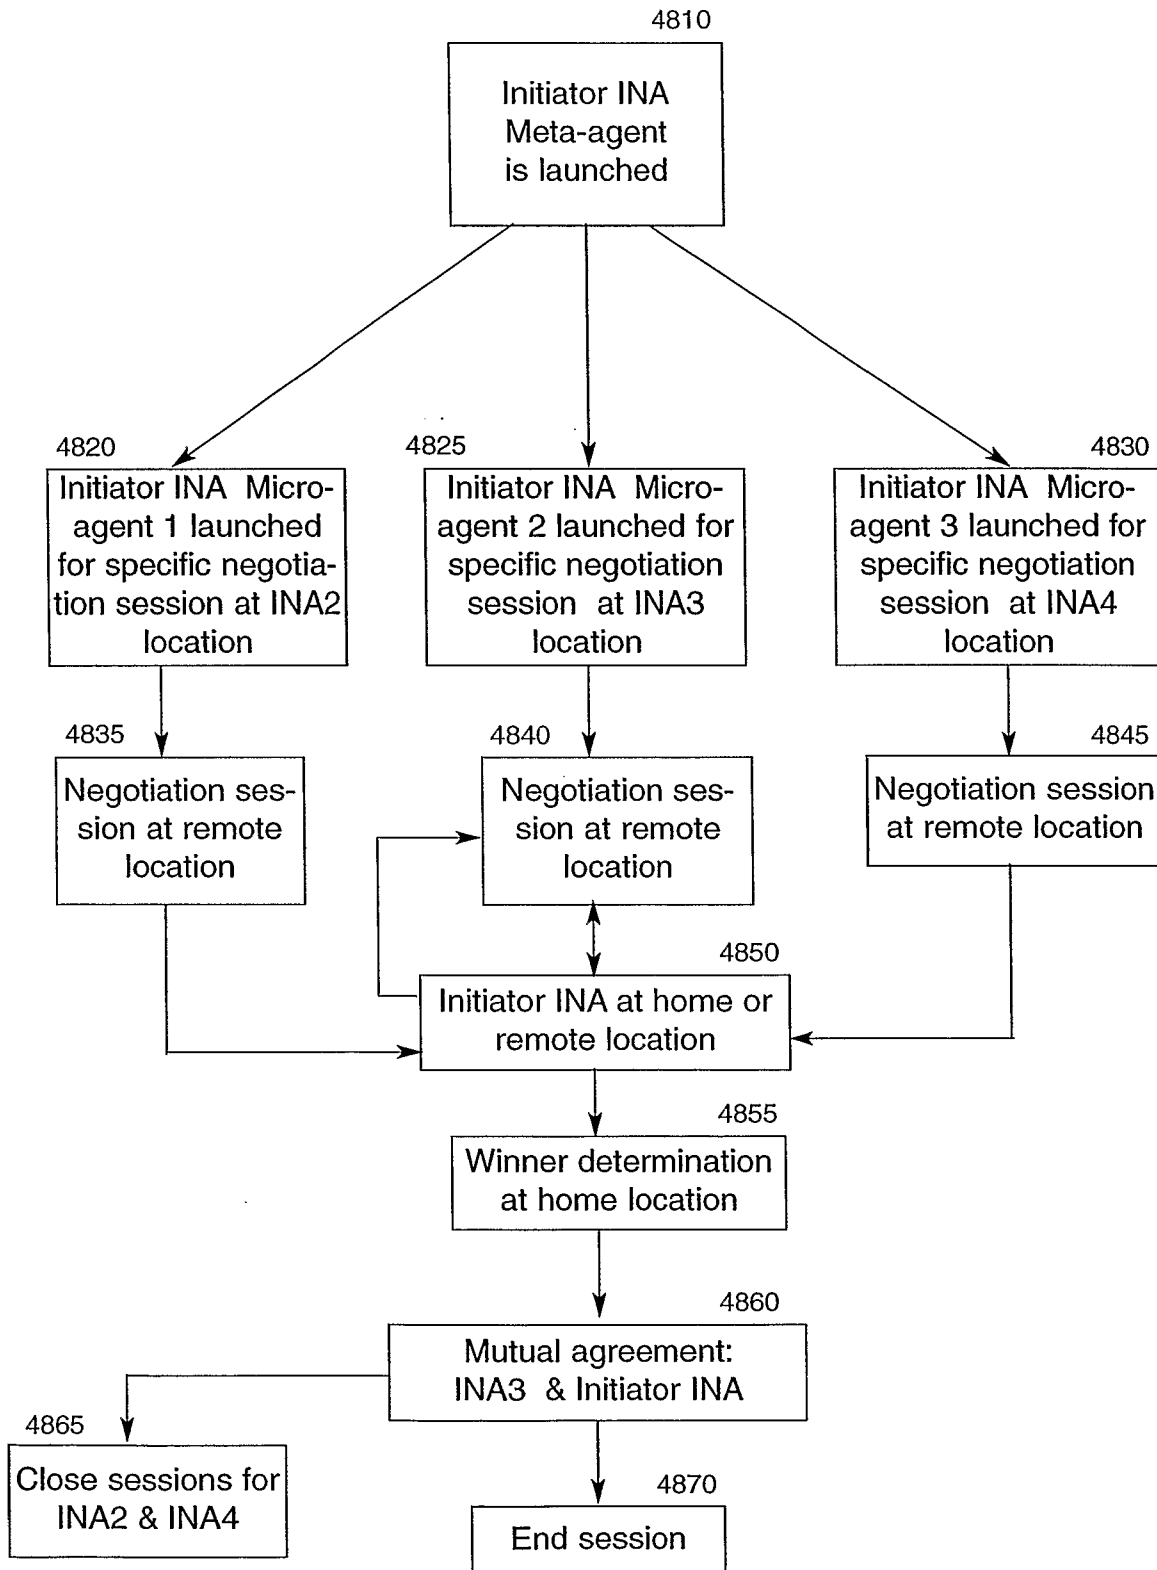 4810
Initiator INA
Meta-agent
is launched
4820
Initiator INA Micro-
agent 1 launched
for specific negotia-
tion session at INA2
location
4825
Initiator INA Micro-
agent 2 launched for
specific negotiation
session at INA3
location
4830
Initiator INA Micro-
agent 3 launched for
specific negotiation
session at INA4
location
4835
Negotiation ses-
sion at remote
location
4840
Negotiation ses-
sion at remote
location
4845
Negotiation session
at remote location
4850
Initiator INA at home or
remote location
4855
Winner determination
at home location
4860
Mutual agreement:
INA3 & Initiator INA
4865
Close sessions for
INA2 & INA4
4870
End session